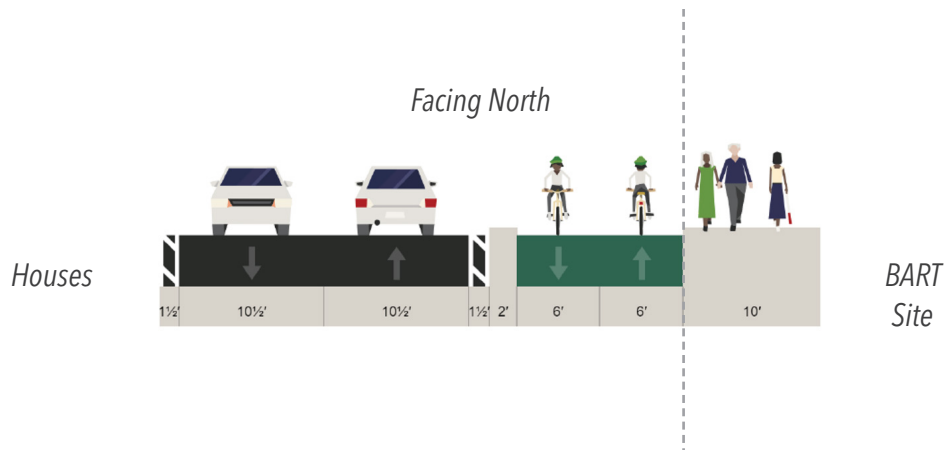 Facing North
Houses
BART
Site
1½′ 10½′ 10½′ 1½′ 2′ 6′ 6′ 10′